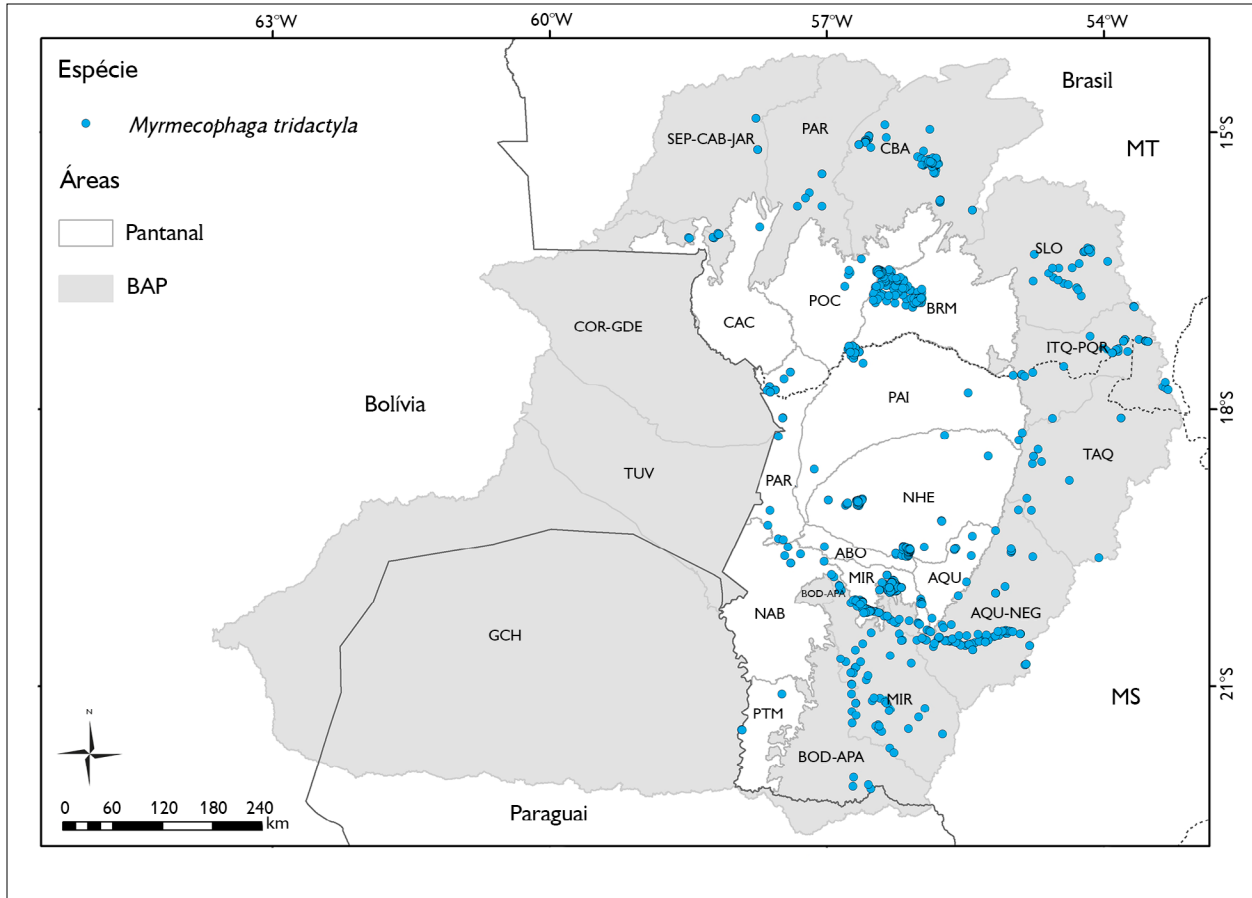 63°W 60°W 57°W 54°W
Espécie
Myrmecophaga tridactyla
Áreas
Pantanal
BAP
Brasil
MT
15°S
SEP-CAB-JAR
PAR
CBA
SLO
COR-GDE
CAC
POC
BRM
ITQ-PQR
Bolívia
PAI
18°S
TUV
PAR
NHE
TAQ
ABO
MIR
AQU
BOD-APA
NAB
AQU-NEG
GCH
21°S
MS
PTM
MIR
BOD-APA
N
Paraguai
0 60 120 180 240
km